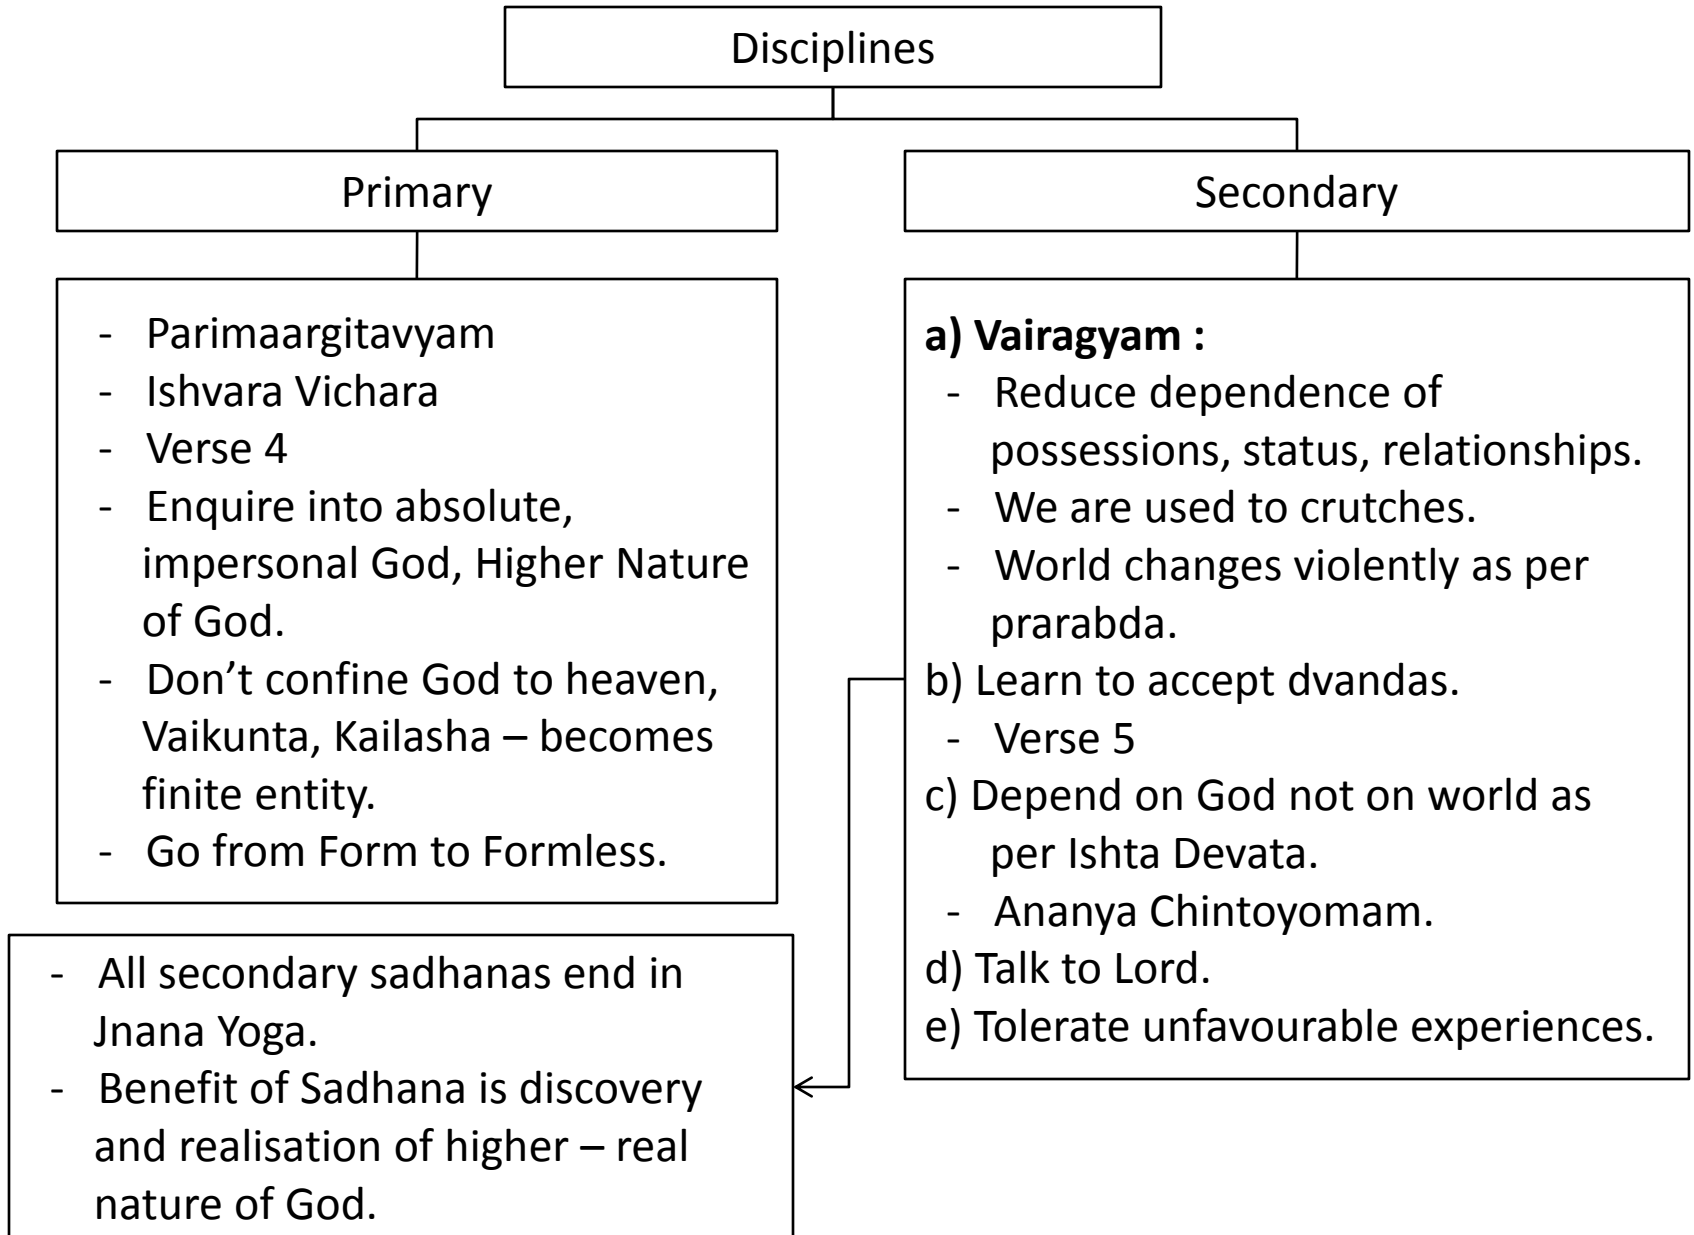 Disciplines
Primary
Secondary
- Parimaargitavyam
- Ishvara Vichara
- Verse 4
- Enquire into absolute,
impersonal God, Higher Nature
of God.
- Don’t confine God to heaven,
Vaikunta, Kailasha – becomes
finite entity.
- Go from Form to Formless.
a) Vairagyam :
- Reduce dependence of
possessions, status, relationships.
- We are used to crutches.
- World changes violently as per
prarabda.
b) Learn to accept dvandas.
- Verse 5
c) Depend on God not on world as
per Ishta Devata.
- Ananya Chintoyomam.
d) Talk to Lord.
e) Tolerate unfavourable experiences.
- All secondary sadhanas end in
Jnana Yoga.
- Benefit of Sadhana is discovery
and realisation of higher – real
nature of God.